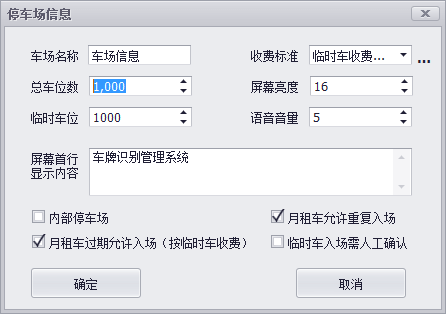 停车场信息
车场名称 车场信息 收费标准 临时车收费... ...
总车位数 1,000 屏幕亮度 16
临时车位 1000 语音音量 5
屏幕首行 车牌识别管理系统
显示内容
内部停车场 月租车允许重复入场
月租车过期允许入场（按临时车收费） 临时车入场需人工确认
确定 取消